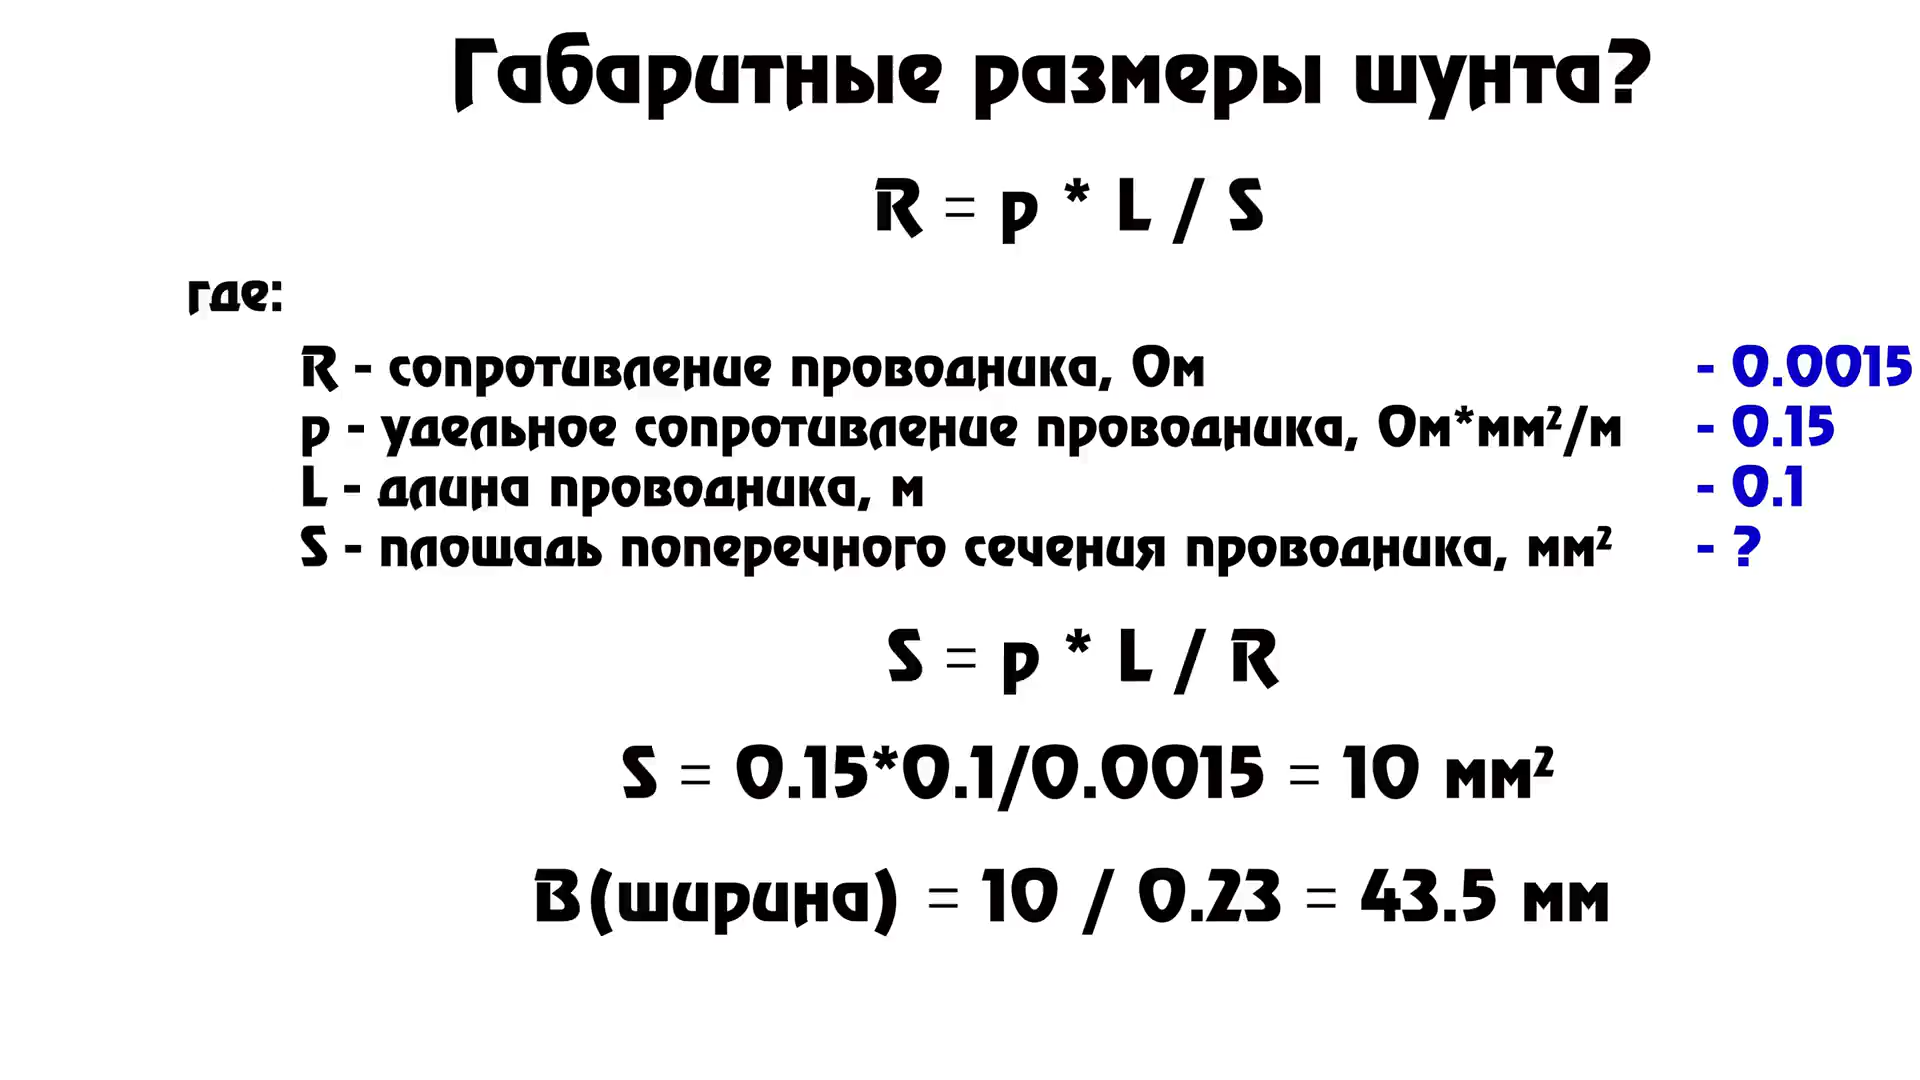 Габаритные размеры шунта?
R = p * L / S
где:
R - сопротивление проводника, Ом - 0.0015
p - удельное сопротивление проводника, Ом*мм²/м - 0.15
L - длина проводника, м - 0.1
S - площадь поперечного сечения проводника, мм² - ?
S = p * L / R
S = 0.15*0.1/0.0015 = 10 мм²
B(ширина) = 10 / 0.23 = 43.5 мм